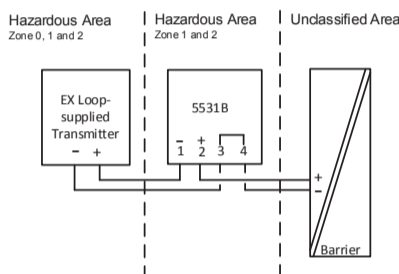 Hazardous Area
Zone 0, 1 and 2
Hazardous Area
Zone 1 and 2
Unclassified Area
EX Loop-
supplied
Transmitter
− +
5531B
− +
1 2 3 4
+
−
Barrier